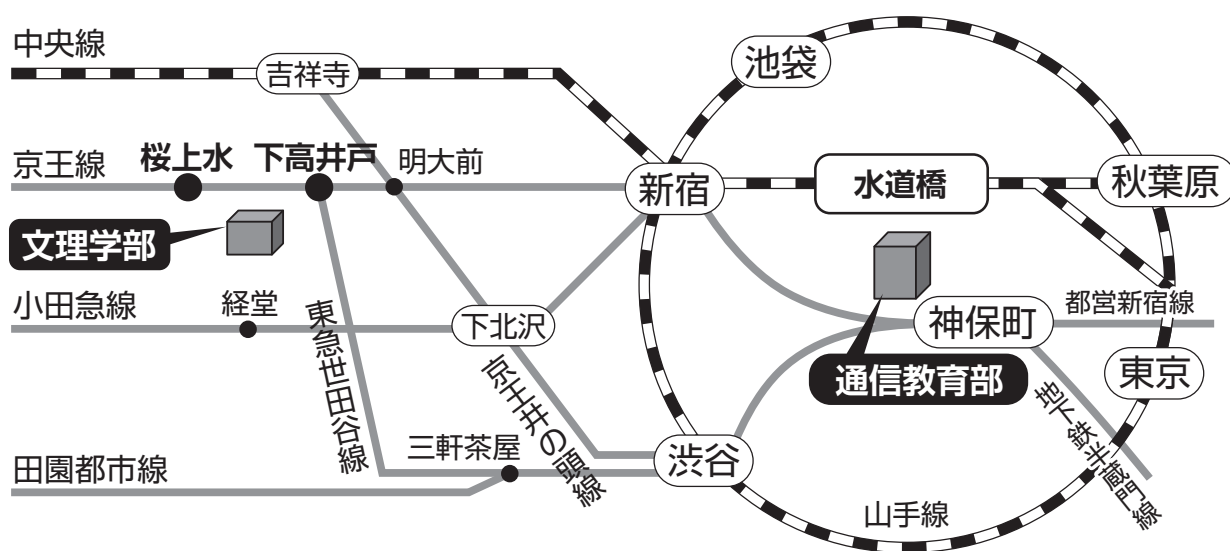 中央線
吉祥寺
池袋
京王線
桜上水
下高井戸
明大前
新宿
水道橋
秋葉原
文理学部
小田急線
経堂
下北沢
神保町
都営新宿線
通信教育部
東京
東急世田谷線
京王井の頭線
地下鉄半蔵門線
田園都市線
三軒茶屋
渋谷
山手線